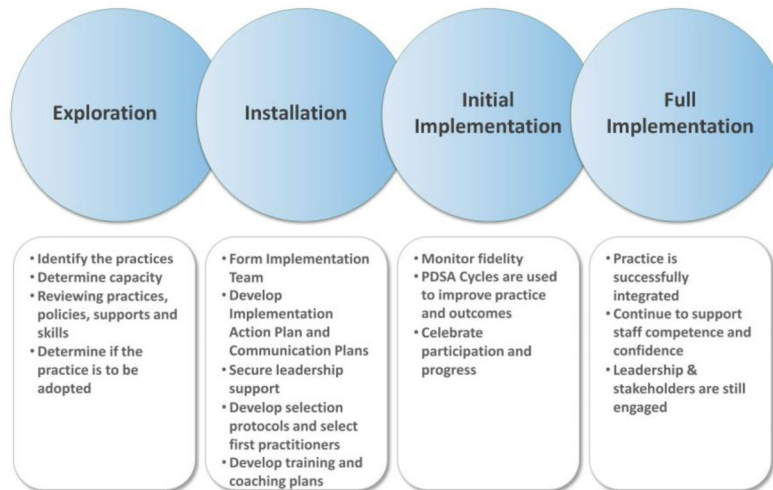 Exploration
Installation
Initial
Implementation
Full
Implementation
• Identify the practices
• Determine capacity
• Reviewing practices,
policies, supports and
skills
• Determine if the
practice is to be
adopted
• Form Implementation
Team
• Develop
Implementation
Action Plan and
Communication Plans
• Secure leadership
support
• Develop selection
protocols and select
first practitioners
• Develop training and
coaching plans
• Monitor fidelity
• PDSA Cycles are used
to improve practice
and outcomes
• Celebrate
participation and
progress
• Practice is
successfully
integrated
• Continue to support
staff competence and
confidence
• Leadership &
stakeholders are still
engaged